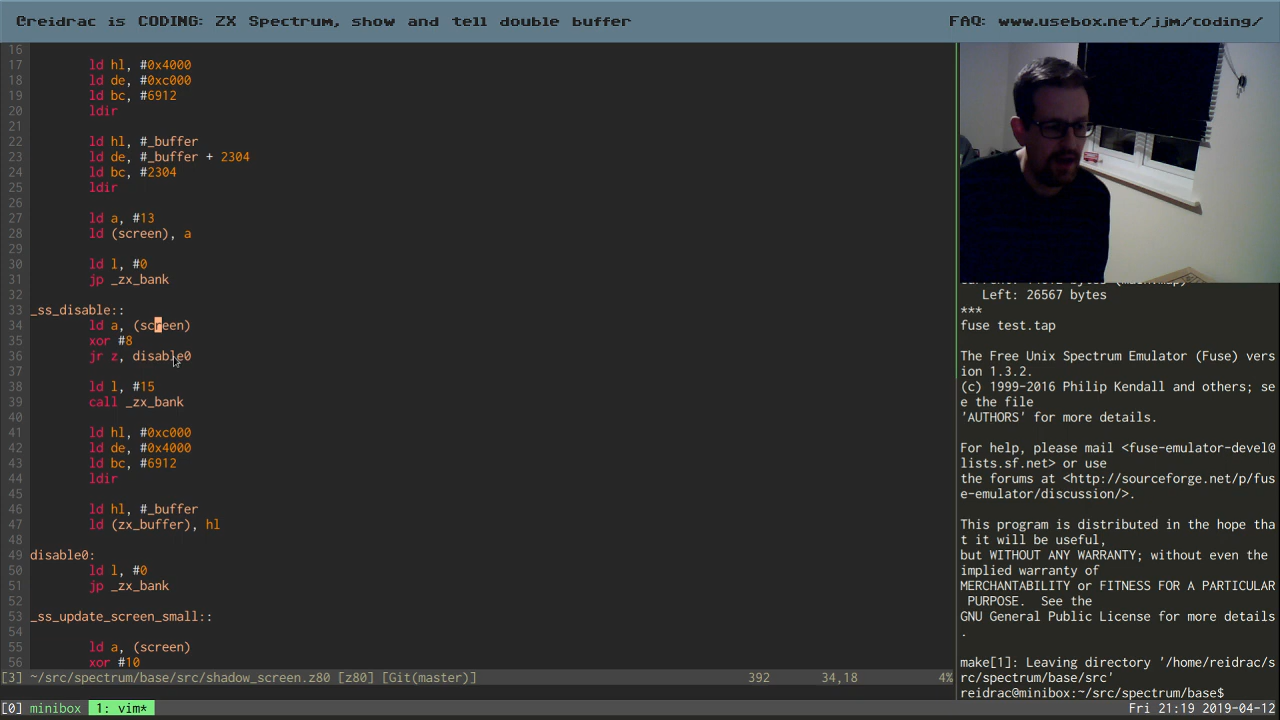 @reidrac is CODING: ZX Spectrum, show and tell double buffer
FAQ: www.usebox.net/jjm/coding/
16
17 ld hl, #0x4000
18 ld de, #0xc000
19 ld bc, #6912
20 ldir
21
22 ld hl, #_buffer
23 ld de, #_buffer + 2304
24 ld bc, #2304
25 ldir
26
27 ld a, #13
28 ld (screen), a
29
30 ld l, #0
31 jp _zx_bank
32
33 _ss_disable::
34 ld a, (screen)
35 xor #8
36 jr z, disable0
37
38 ld l, #15
39 call _zx_bank
40
41 ld hl, #0xc000
42 ld de, #0x4000
43 ld bc, #6912
44 ldir
45
46 ld hl, #_buffer
47 ld (zx_buffer), hl
48
49 disable0:
50 ld l, #0
51 jp _zx_bank
52
53 _ss_update_screen_small::
54
55 ld a, (screen)
56 xor #10
[3] ~/src/spectrum/base/src/shadow_screen.z80 [z80] [Git(master)] 392 34,18 4%
Left: 26567 bytes
***
fuse test.tap
The Free Unix Spectrum Emulator (Fuse) vers
ion 1.3.2.
(c) 1999-2016 Philip Kendall and others; se
e the file
'AUTHORS' for more details.
For help, please mail <fuse-emulator-devel@
lists.sf.net> or use
the forums at <http://sourceforge.net/p/fus
e-emulator/discussion/>.
This program is distributed in the hope tha
t it will be useful,
but WITHOUT ANY WARRANTY; without even the
implied warranty of
MERCHANTABILITY or FITNESS FOR A PARTICULAR
PURPOSE. See the
GNU General Public License for more details
.
make[1]: Leaving directory '/home/reidrac/s
rc/spectrum/base/src'
reidrac@minibox:~/src/spectrum/base$
[0] minibox 1: vim* Fri 21:19 2019-04-12